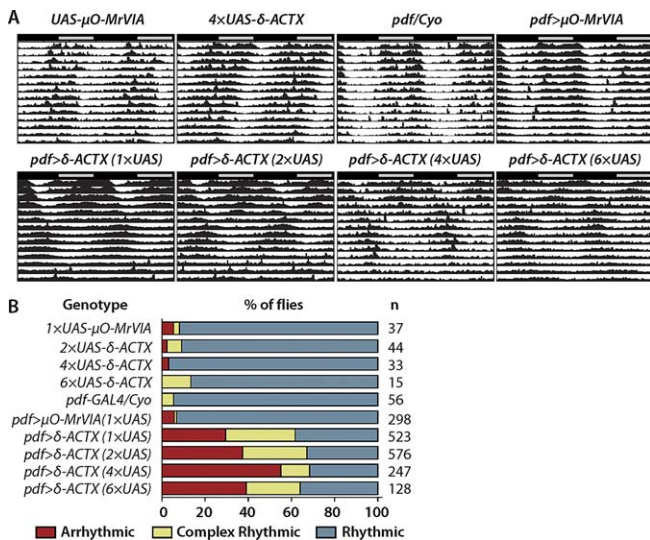 A
UAS-μO-MrVIA 4×UAS-δ-ACTX pdf/Cyo pdf>μO-MrVIA
pdf>δ-ACTX (1×UAS) pdf>δ-ACTX (2×UAS) pdf>δ-ACTX (4×UAS) pdf>δ-ACTX (6×UAS)
B Genotype % of flies n
1×UAS-μO-MrVIA 37
2×UAS-δ-ACTX 44
4×UAS-δ-ACTX 33
6×UAS-δ-ACTX 15
pdf-GAL4/Cyo 56
pdf>μO-MrVIA(1×UAS) 298
pdf>δ-ACTX (1×UAS) 523
pdf>δ-ACTX (2×UAS) 576
pdf>δ-ACTX (4×UAS) 247
pdf>δ-ACTX (6×UAS) 128
0 20 40 60 80 100
Arrhythmic Complex Rhythmic Rhythmic